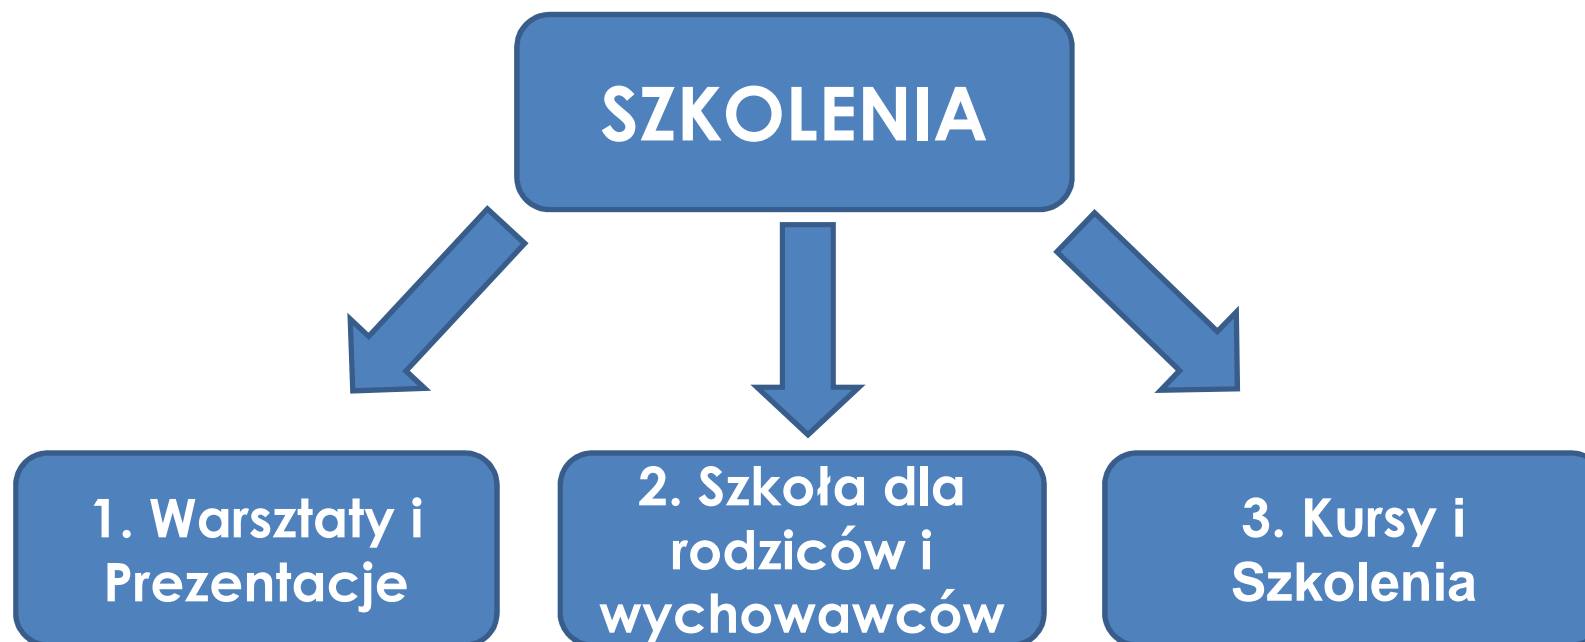 SZKOLENIA
1. Warsztaty i
Prezentacje
2. Szkoła dla
rodziców i
wychowawców
3. Kursy i
Szkolenia